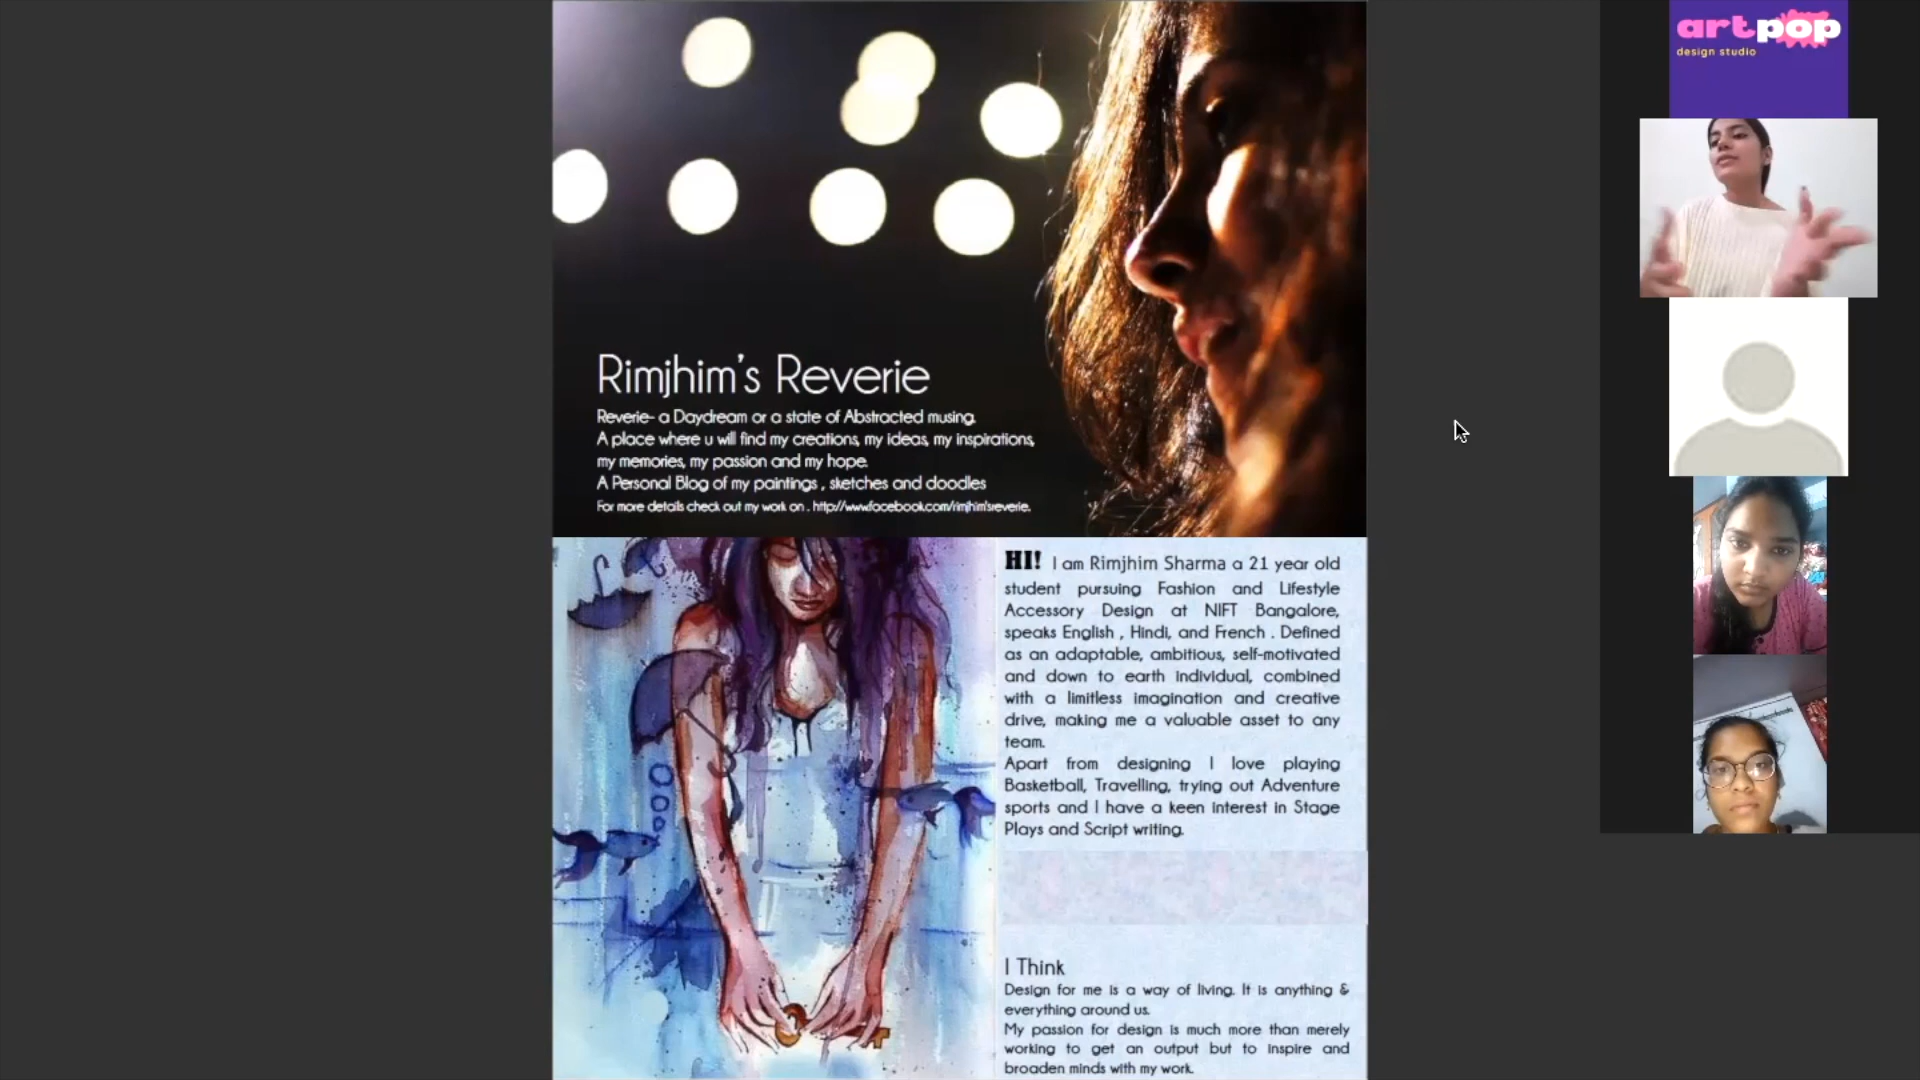 Rimjhim's Reverie
Reverie- a Daydream or a state of Abstracted musing.
A place where u will find my creations, my ideas, my inspirations,
my memories, my passion and my hope.
A Personal Blog of my paintings , sketches and doodles
For more details check out my work on . http://www.facebook.com/rimjhim'sreverie.
HI! I am Rimjhim Sharma a 21 year old
student pursuing Fashion and Lifestyle
Accessory Design at NIFT Bangalore,
speaks English , Hindi, and French . Defined
as an adaptable, ambitious, self-motivated
and down to earth individual, combined
with a limitless imagination and creative
drive, making me a valuable asset to any
team.
Apart from designing I love playing
Basketball, Travelling, trying out Adventure
sports and I have a keen interest in Stage
Plays and Script writing.
I Think
Design for me is a way of living. It is anything &
everything around us.
My passion for design is much more than merely
working to get an output but to inspire and
broaden minds with my work.
artpop
design studio